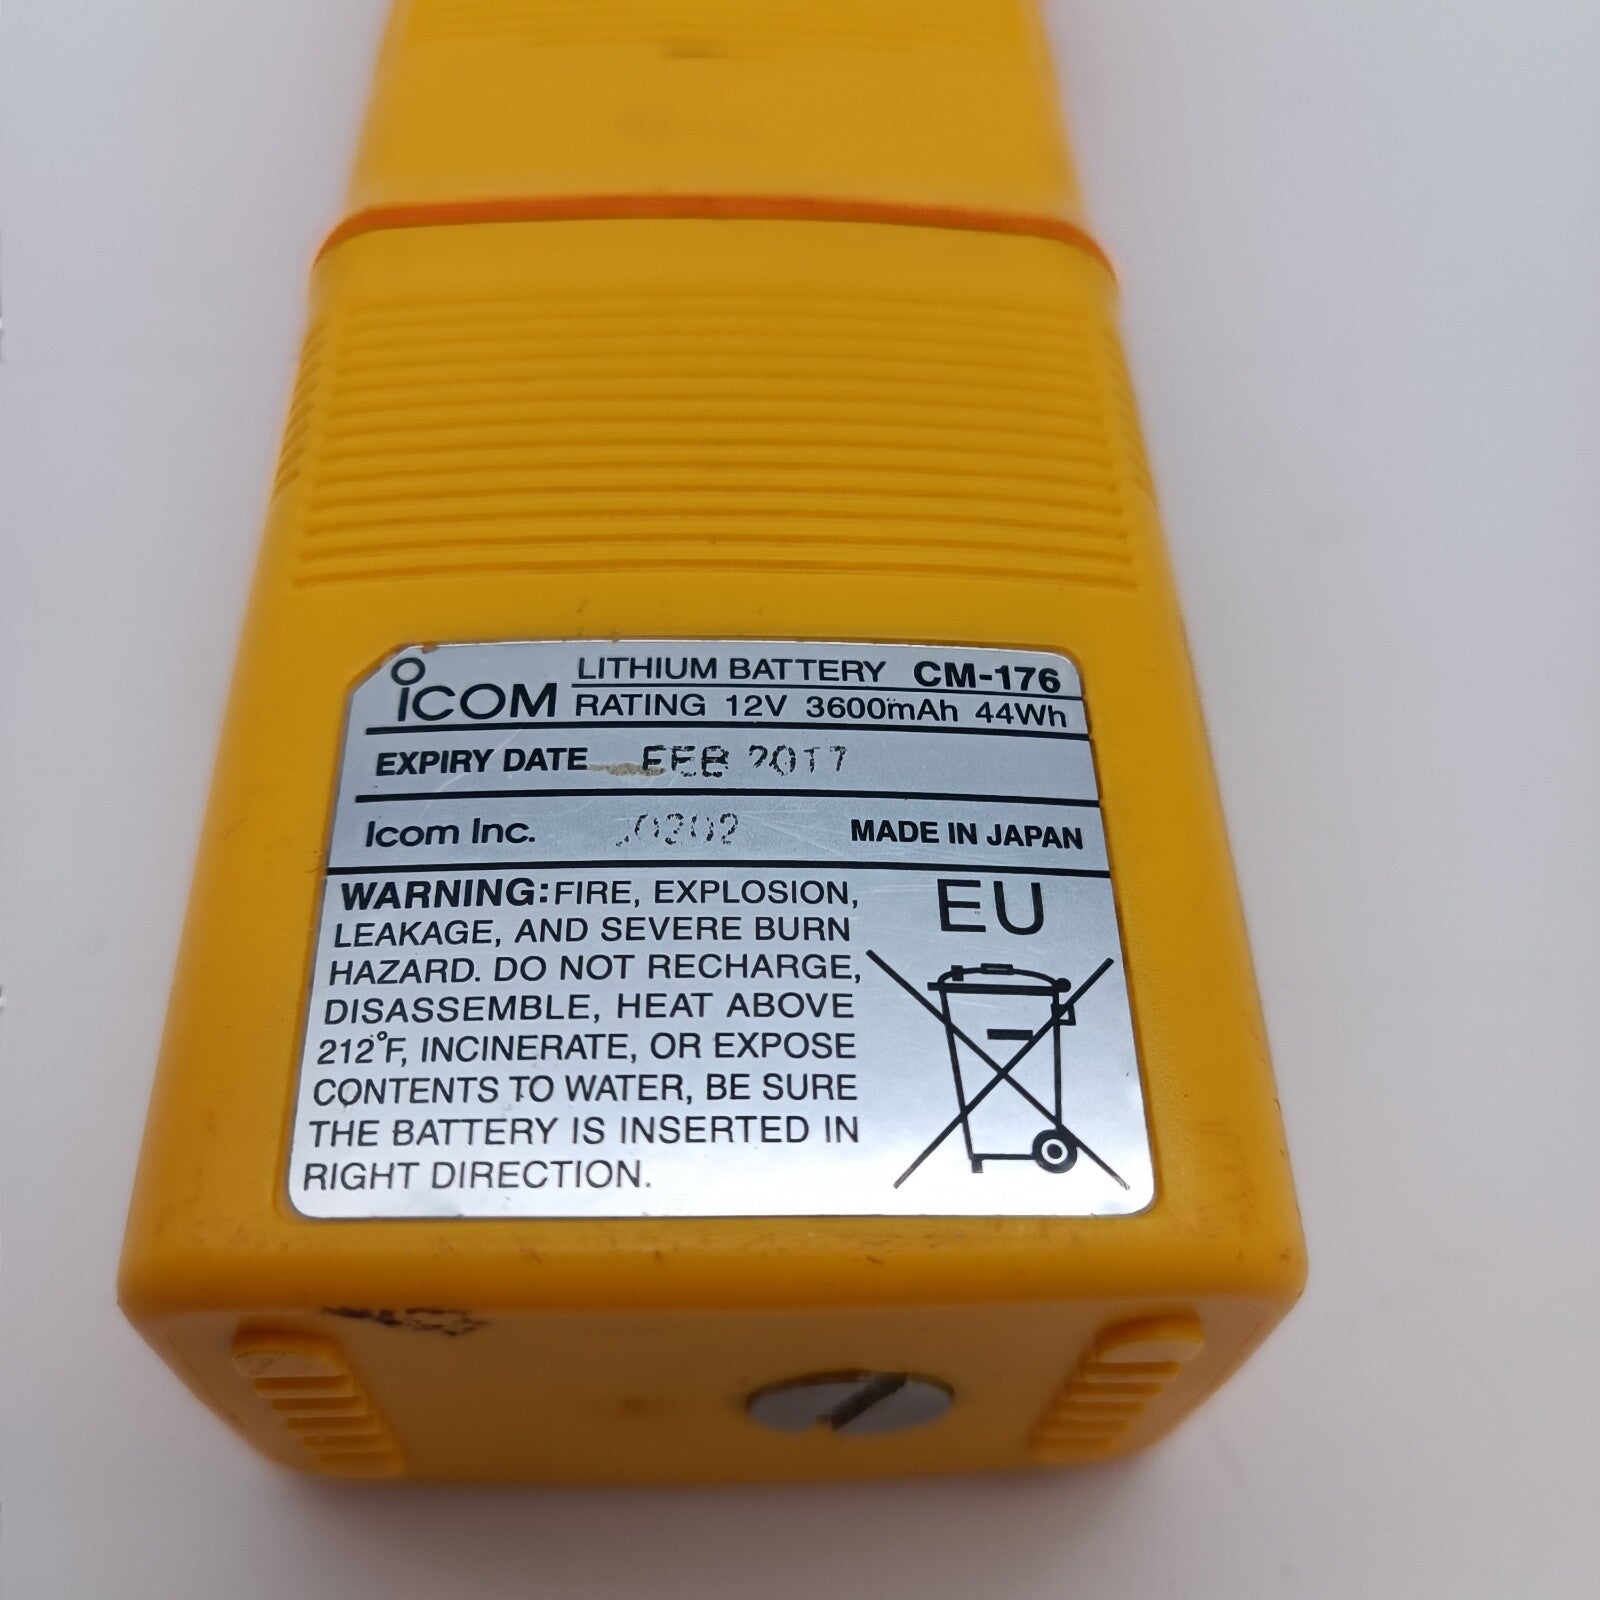 iCOM LITHIUM BATTERY CM-176
RATING 12V 3600mAh 44Wh
EXPIRY DATE FEB 2017
Icom Inc. MADE IN JAPAN
WARNING: FIRE, EXPLOSION,
LEAKAGE, AND SEVERE BURN
HAZARD. DO NOT RECHARGE,
DISASSEMBLE, HEAT ABOVE
212°F, INCINERATE, OR EXPOSE
CONTENTS TO WATER, BE SURE
THE BATTERY IS INSERTED IN
RIGHT DIRECTION.
EU